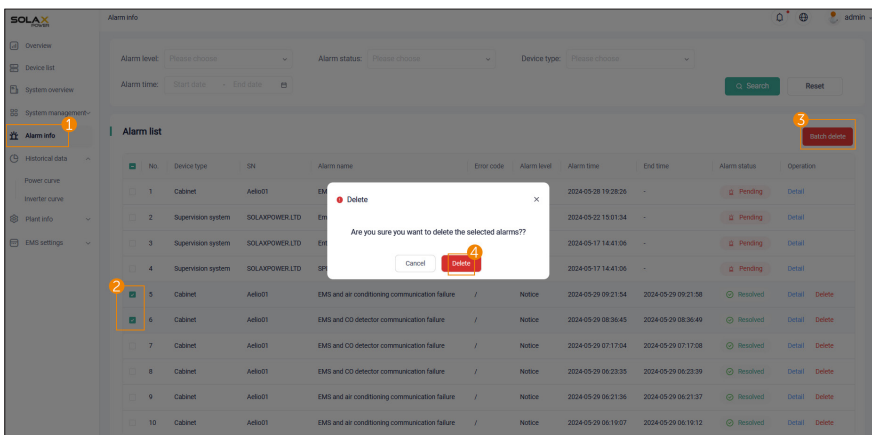 SOLAX
POWER
Alarm info
admin
Overview
Device list
System overview
System management
1
Alarm info
Historical data
Power curve
Inverter curve
Plant info
EMS settings
Alarm level: Please choose Alarm status: Please choose Device type: Please choose
Alarm time: Start date ~ End date
Search Reset
Alarm list
3
Batch delete
No. Device type SN Alarm name Error code Alarm level Alarm time End time Alarm status Operation
1 Cabinet Aelio01 EM 2024-05-28 19:28:26 - Pending Detail
2 Supervision system SOLAXPOWER.LTD Em 2024-05-22 15:01:34 - Pending Detail
3 Supervision system SOLAXPOWER.LTD 2024-05-17 14:41:06 - Pending Detail
4 Supervision system SOLAXPOWER.LTD 2024-05-17 14:41:06 - Pending Detail
Delete ×
Are you sure you want to delete the selected alarms??
4
Cancel Delete
2
5 Cabinet Aelio01 EMS and air conditioning communication failure / Notice 2024-05-29 09:21:54 2024-05-29 09:21:58 Resolved Detail Delete
6 Cabinet Aelio01 EMS and CO detector communication failure / Notice 2024-05-29 08:36:45 2024-05-29 08:36:49 Resolved Detail Delete
7 Cabinet Aelio01 EMS and CO detector communication failure / Notice 2024-05-29 07:17:04 2024-05-29 07:17:08 Resolved Detail Delete
8 Cabinet Aelio01 EMS and CO detector communication failure / Notice 2024-05-29 06:23:35 2024-05-29 06:23:39 Resolved Detail Delete
9 Cabinet Aelio01 EMS and air conditioning communication failure / Notice 2024-05-29 06:21:36 2024-05-29 06:21:37 Resolved Detail Delete
10 Cabinet Aelio01 EMS and air conditioning communication failure / Notice 2024-05-29 06:19:07 2024-05-29 06:19:12 Resolved Detail Delete